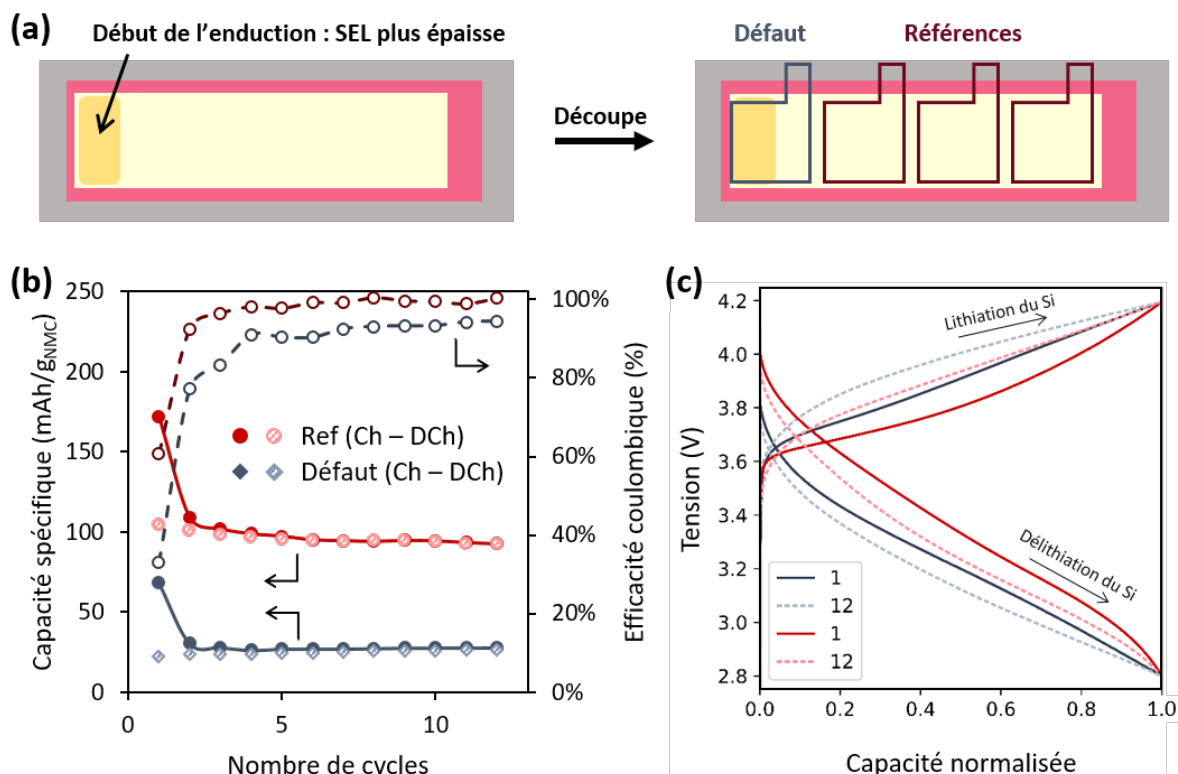 (a)
Début de l'enduction : SEL plus épaisse
Découpe
Défaut
Références
(b)
Capacité spécifique (mAh/gNMC)
250
200
150
100
50
0
100%
80%
60%
40%
20%
0%
Efficacité coulombique (%)
Ref (Ch – DCh)
Défaut (Ch – DCh)
0
5
10
Nombre de cycles
(c)
Tension (V)
4.2
4.0
3.8
3.6
3.4
3.2
3.0
2.8
Lithiation du Si
Délithiation du Si
1
12
1
12
0.0
0.2
0.4
0.6
0.8
1.0
Capacité normalisée